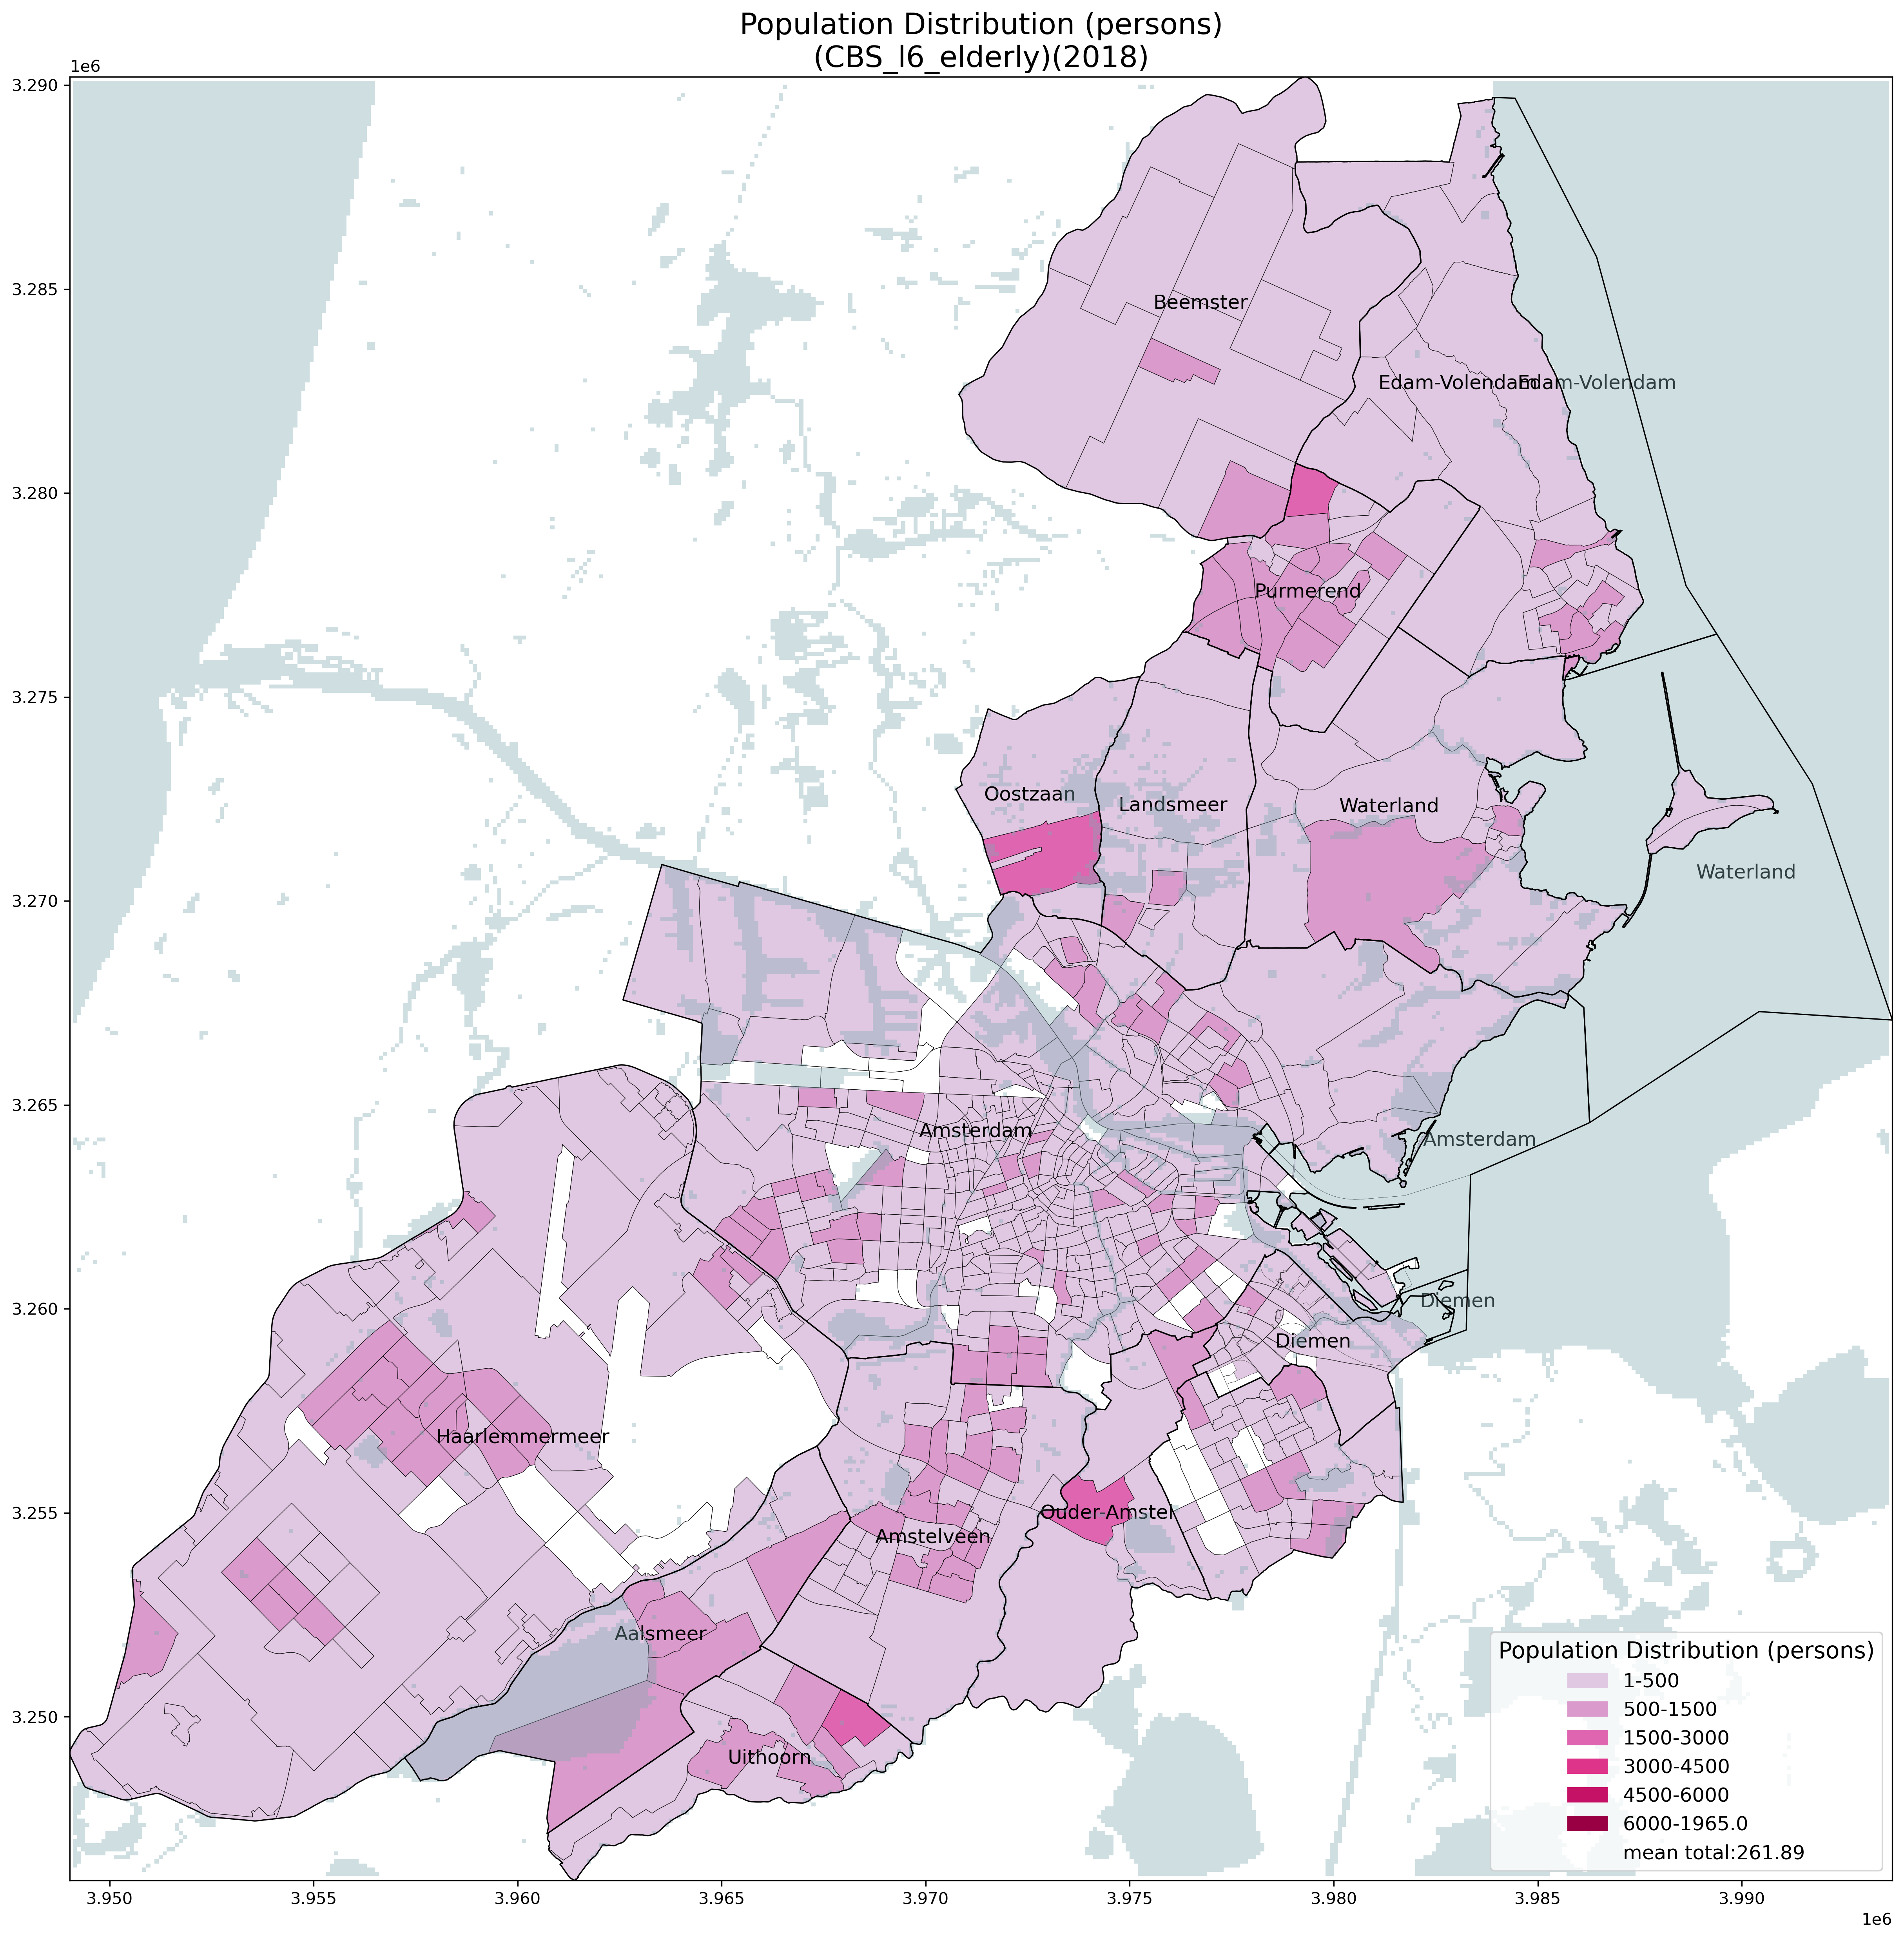 Population Distribution (persons)
(CBS_l6_elderly)(2018)
1e6
3.290
3.285
3.280
3.275
3.270
3.265
3.260
3.255
3.250
Beemster
Edam-Volendam
Edam-Volendam
Purmerend
Oostzaan
Landsmeer
Waterland
Waterland
Amsterdam
Amsterdam
Diemen
Diemen
Haarlemmermeer
Ouder-Amstel
Amstelveen
Aalsmeer
Uithoorn
Population Distribution (persons)
1-500
500-1500
1500-3000
3000-4500
4500-6000
6000-1965.0
mean total:261.89
3.950
3.955
3.960
3.965
3.970
3.975
3.980
3.985
3.990
1e6